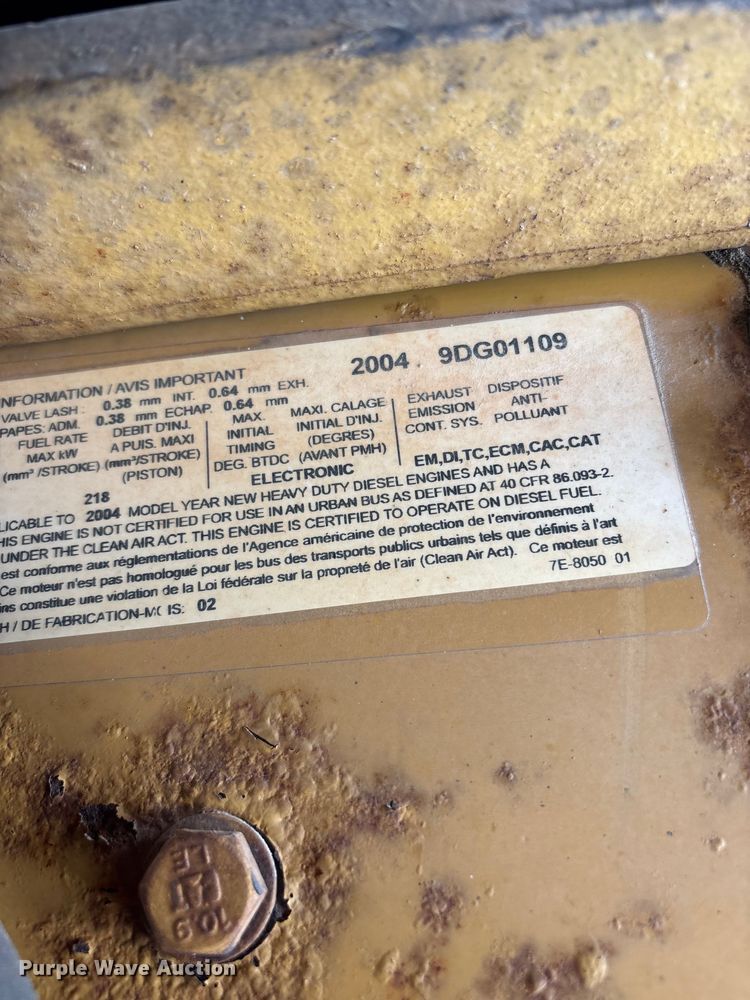 2004 9DG01109
NFORMATION / AVIS IMPORTANT
VALVE LASH : 0.38 mm INT. 0.64 mm EXH.
PAPES: ADM. 0.38 mm ECHAP. 0.64 mm
FUEL RATE
MAX kW
(mm³ /STROKE)
DEBIT D'INJ.
A PUIS. MAXI
(mm³/STROKE)
(PISTON)
MAX.
INITIAL
TIMING
DEG. BTDC
MAXI. CALAGE
INITIAL D'INJ.
(DEGRES)
(AVANT PMH)
EXHAUST
EMISSION
CONT. SYS.
DISPOSITIF
ANTI-
POLLUANT
218
ELECTRONIC
EM,DI,TC,ECM,CAC,CAT
LICABLE TO 2004 MODEL YEAR NEW HEAVY DUTY DIESEL ENGINES AND HAS A
HIS ENGINE IS NOT CERTIFIED FOR USE IN AN URBAN BUS AS DEFINED AT 40 CFR 86.093-2.
UNDER THE CLEAN AIR ACT. THIS ENGINE IS CERTIFIED TO OPERATE ON DIESEL FUEL.
est conforme aux réglementations de l'Agence américaine de protection de l'environnement
Ce moteur n'est pas homologué pour les bus des transports publics urbains tels que définis à l'art
ins constitue une violation de la Loi fédérale sur la propreté de l'air (Clean Air Act). Ce moteur est
H / DE FABRICATION-M IS: 02
7E-8050 01
LE
10.9
Purple Wave Auction